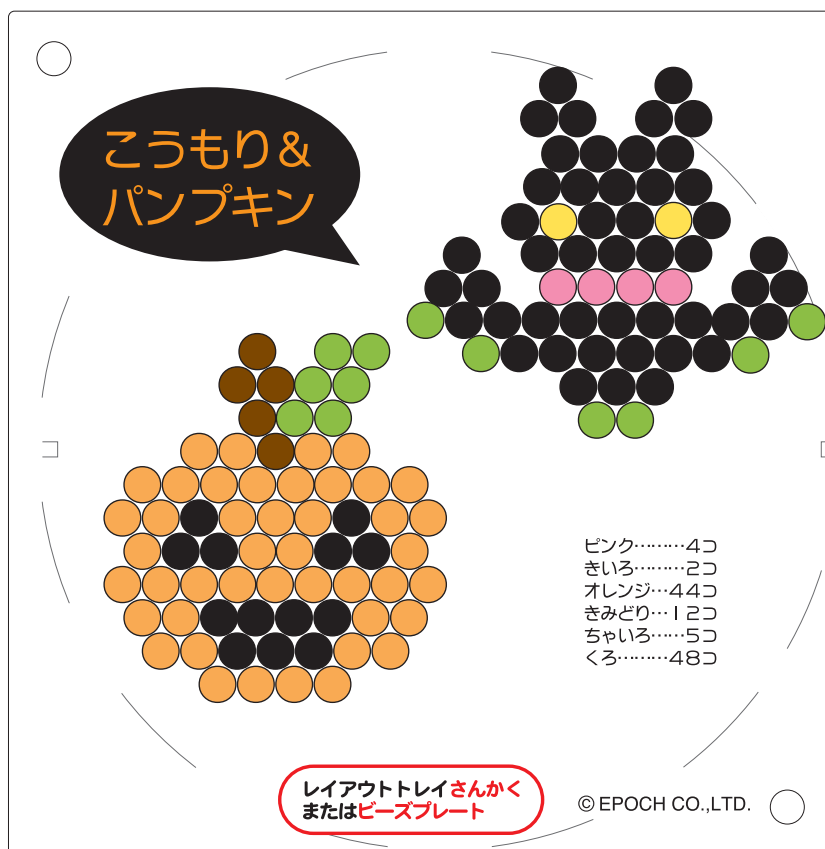 こうもり&
パンプキン
ピンク………4コ
きいろ………2コ
オレンジ…44コ
きみどり…12コ
ちゃいろ……5コ
くろ………48コ
レイアウトトレイさんかく
またはビーズプレート
© EPOCH CO.,LTD.